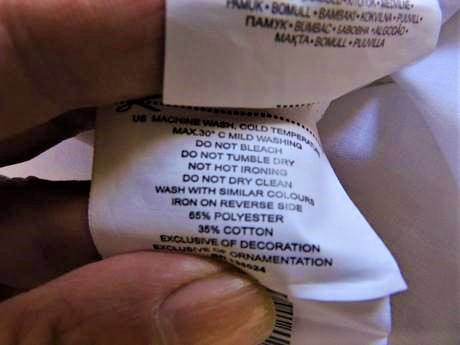 PAMUK • BOMULL • BAMBAKI • KOKVILNA • PUUVILL •
ПАМУК • BUMBAC • БАВОВНА • ALGODÃO •
МАҚТА • BOMULL • PUUVILLA
US MACHINE WASH, COLD TEMPERATURE
MAX.30° C MILD WASHING
DO NOT BLEACH
DO NOT TUMBLE DRY
NOT HOT IRONING
DO NOT DRY CLEAN
WASH WITH SIMILAR COLOURS
IRON ON REVERSE SIDE
65% POLYESTER
35% COTTON
EXCLUSIVE OF DECORATION
EXCLUSIVE OF ORNAMENTATION